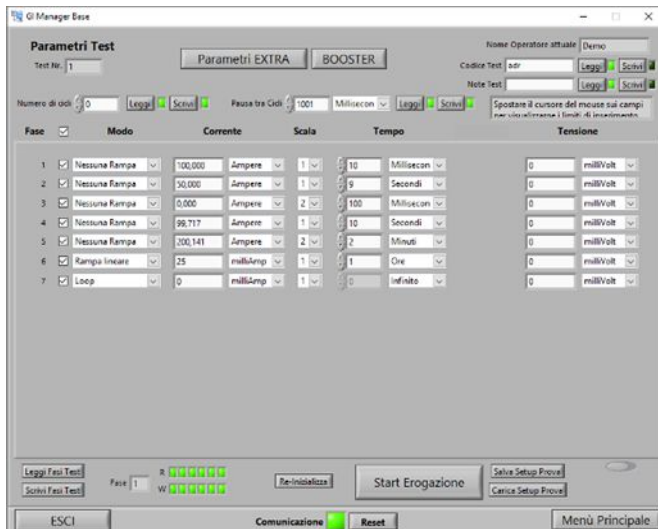 GI Manager Base
Parametri Test
Test Nr. 1
Parametri EXTRA BOOSTER
Nome Operatore attuale Demo
Codice Test adr Leggi Scrivi
Note Test Leggi Scrivi
Numero di cicli 0 Leggi Scrivi Pausa tra Cicli 1001 Millisecon Leggi Scrivi
Spostare il cursore del mouse sui campi
per visualizzarne i limiti di inserimento
Fase Modo Corrente Scala Tempo Tensione
1 Nessuna Rampa 100,000 Ampere 1 10 Millisecon 0 milliVolt
2 Nessuna Rampa 50,000 Ampere 1 9 Secondi 0 milliVolt
3 Nessuna Rampa 0,000 Ampere 2 100 Millisecon 0 milliVolt
4 Nessuna Rampa 99,717 Ampere 1 10 Secondi 0 milliVolt
5 Nessuna Rampa 200,141 Ampere 2 2 Minuti 0 milliVolt
6 Rampa lineare 25 milliAmp 1 1 Ore 0 milliVolt
7 Loop 0 milliAmp 1 0 Infinito 0 milliVolt
Leggi Fasi Test
Scrivi Fasi Test
Fase 1
R
W
Re-Inizializza
Start Erogazione
Salva Setup Prova
Carica Setup Prova
ESCI
Comunicazione
Reset
Menù Principale